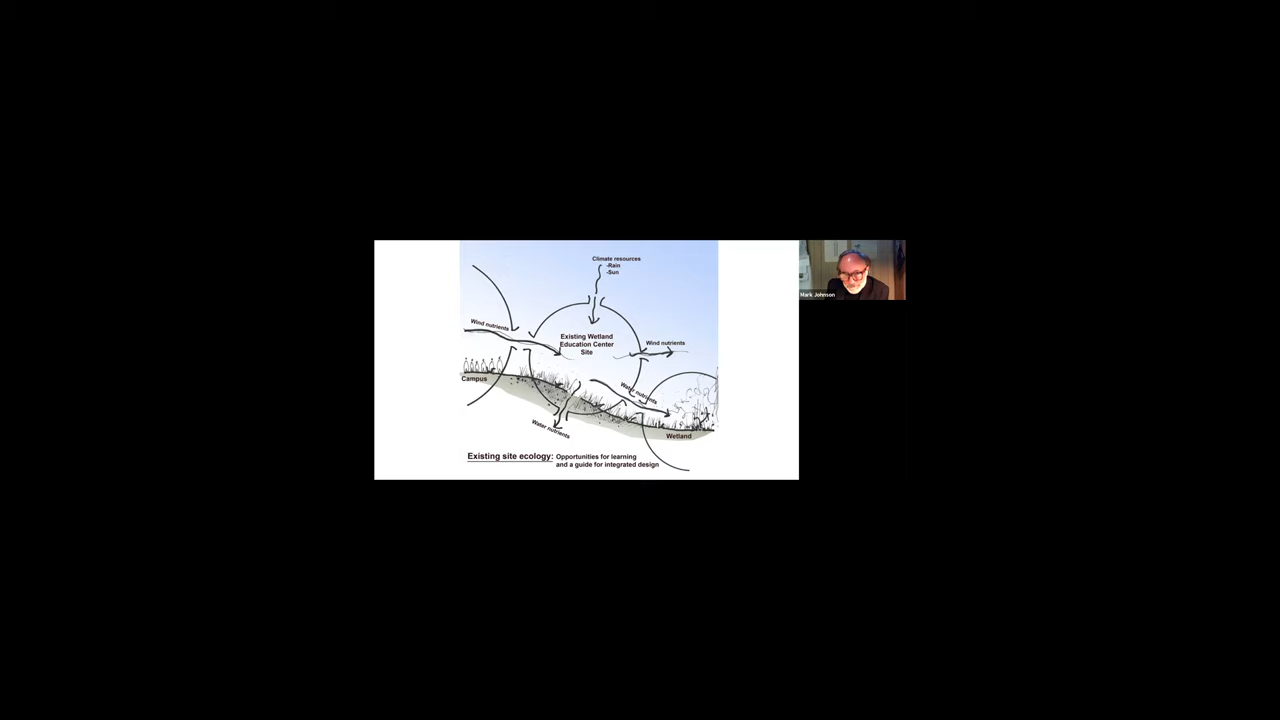 Climate resources
-Rain
-Sun
Wind nutrients
Existing Wetland
Education Center
Site
Wind nutrients
Campus
Water nutrients
Water nutrients
Wetland
Existing site ecology: Opportunities for learning
and a guide for integrated design
Mark Johnson